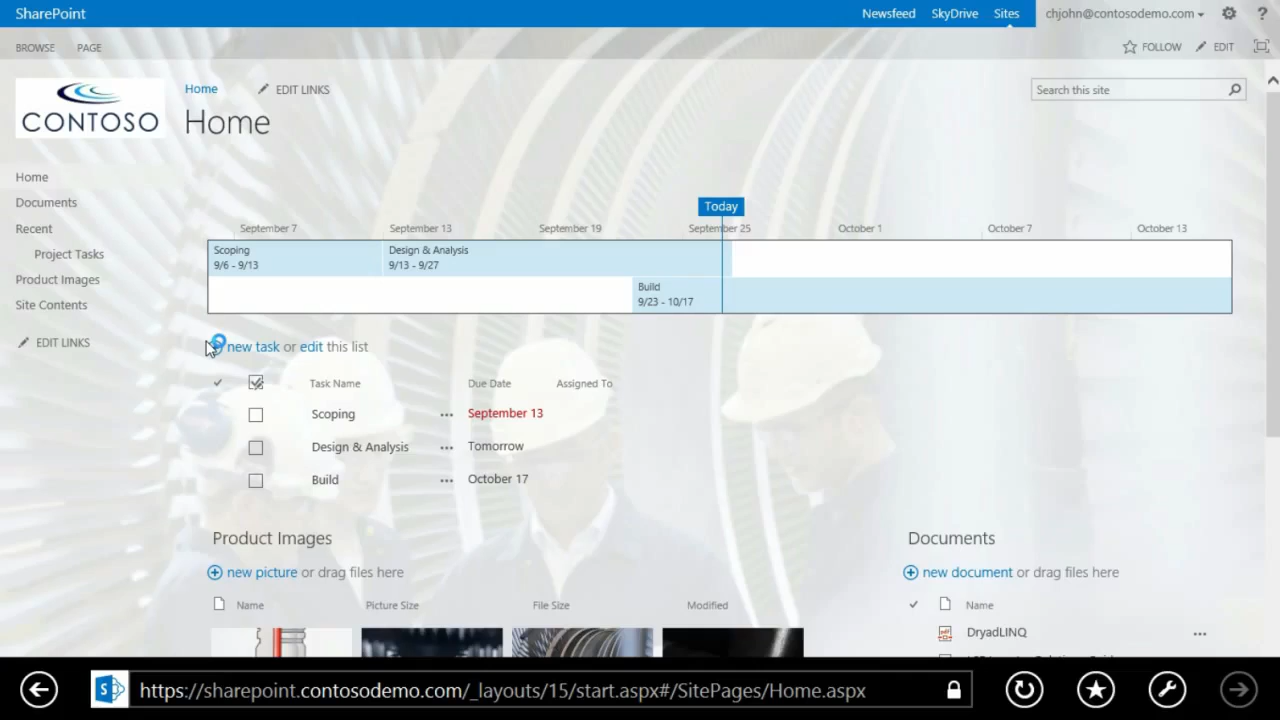 SharePoint
Newsfeed SkyDrive Sites chjohn@contosodemo.com ?
BROWSE PAGE
FOLLOW EDIT
CONTOSO
Home EDIT LINKS
Search this site
Home
Home
Documents
Recent
Project Tasks
Product Images
Site Contents
EDIT LINKS
Today
September 7 September 13 September 19 September 25 October 1 October 7 October 13
Scoping
9/6 - 9/13
Design & Analysis
9/13 - 9/27
Build
9/23 - 10/17
new task or edit this list
Task Name Due Date Assigned To
Scoping ... September 13
Design & Analysis ... Tomorrow
Build ... October 17
Product Images
new picture or drag files here
Name Picture Size File Size Modified
Documents
new document or drag files here
Name
DryadLINQ ...
https://sharepoint.contosodemo.com/_layouts/15/start.aspx#/SitePages/Home.aspx